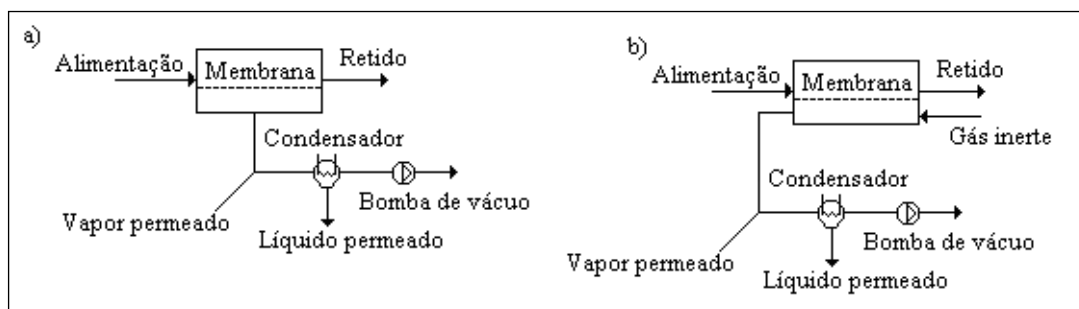 a)
Alimentação
Membrana
Retido
Condensador
Bomba de vácuo
Vapor permeado
Líquido permeado
b)
Alimentação
Membrana
Retido
Gás inerte
Condensador
Bomba de vácuo
Vapor permeado
Líquido permeado